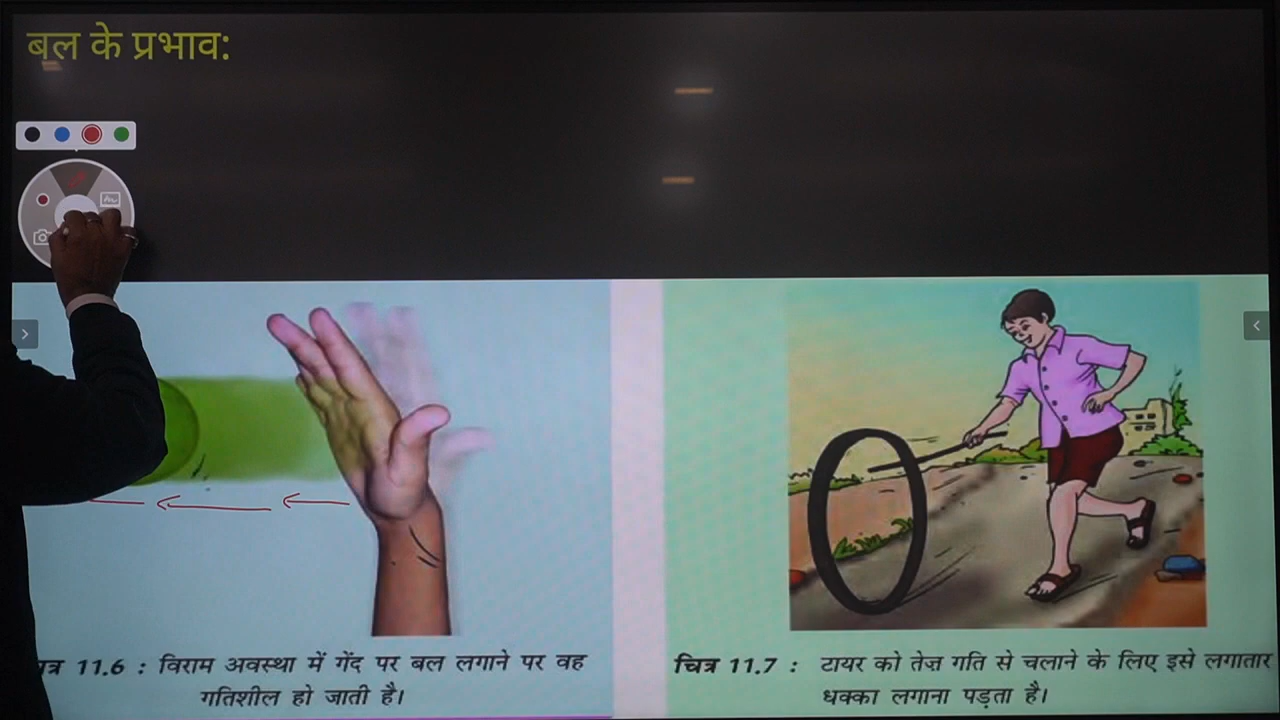 बल के प्रभाव:
11.6 : विराम अवस्था में गेंद पर बल लगाने पर वह
गतिशील हो जाती है।
चित्र 11.7 : टायर को तेज़ गति से चलाने के लिए इसे लगातार
धक्का लगाना पड़ता है।